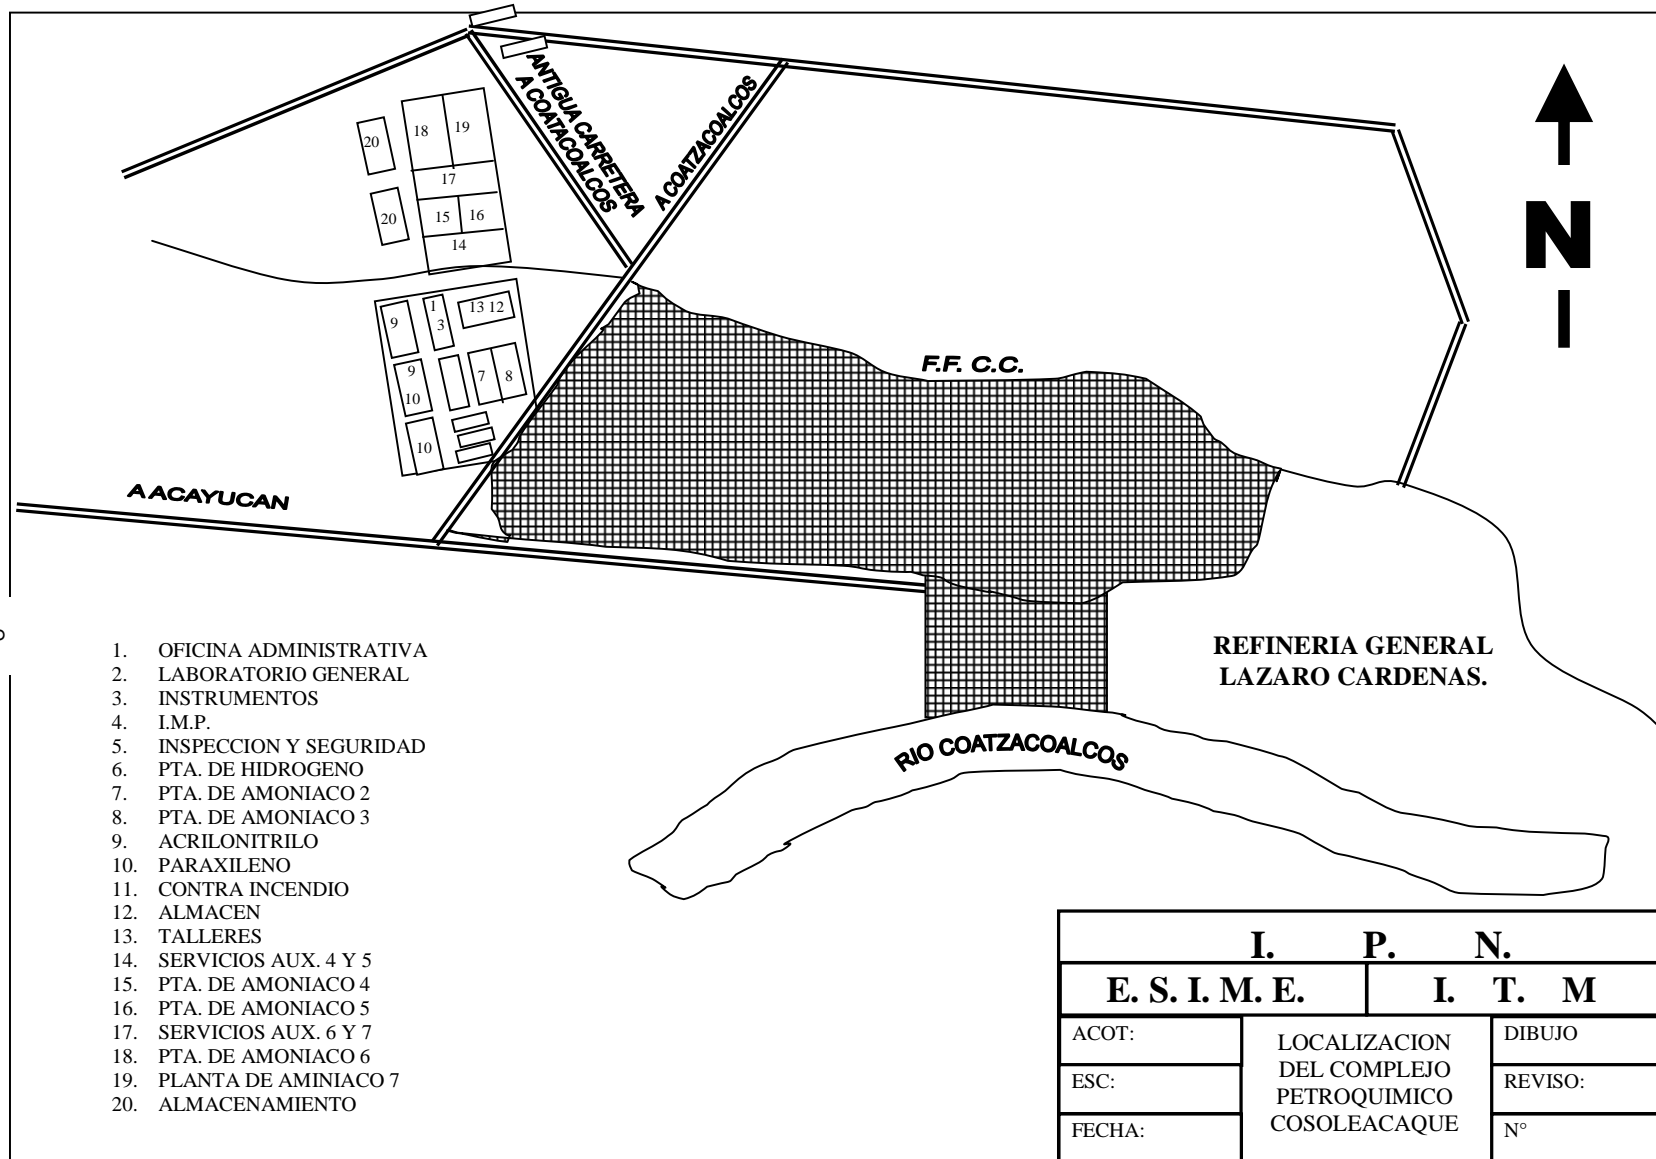 ANTIGUA CARRETERA
A COATACOALCOS
A COATZACOALCOS
N
20
18
19
17
20
15
16
14
9
1
3
13 12
9
10
7
8
10
F.F. C.C.
A ACAYUCAN
1. OFICINA ADMINISTRATIVA
2. LABORATORIO GENERAL
3. INSTRUMENTOS
4. I.M.P.
5. INSPECCION Y SEGURIDAD
6. PTA. DE HIDROGENO
7. PTA. DE AMONIACO 2
8. PTA. DE AMONIACO 3
9. ACRILONITRILO
10. PARAXILENO
11. CONTRA INCENDIO
12. ALMACEN
13. TALLERES
14. SERVICIOS AUX. 4 Y 5
15. PTA. DE AMONIACO 4
16. PTA. DE AMONIACO 5
17. SERVICIOS AUX. 6 Y 7
18. PTA. DE AMONIACO 6
19. PLANTA DE AMINIACO 7
20. ALMACENAMIENTO
REFINERIA GENERAL
LAZARO CARDENAS.
RIO COATZACOALCOS
I. P. N.
E. S. I. M. E.
I. T. M
ACOT:
ESC:
FECHA:
LOCALIZACION
DEL COMPLEJO
PETROQUIMICO
COSOLEACAQUE
DIBUJO
REVISO:
N°